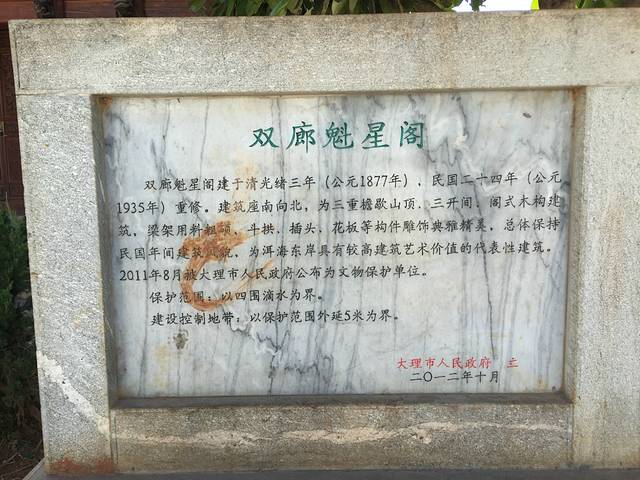 双廊魁星阁
双廊魁星阁建于清光绪三年（公元1877年），民国二十四年（公元
1935年）重修。建筑座南向北，为三重檐歇山顶，三开间，阁式木构建
筑，梁架用料粗硕，斗拱、插头、花板等构件雕饰典雅精美，总体保持
民国年间建筑风貌，为洱海东岸具有较高建筑艺术价值的代表性建筑。
2011年8月被大理市人民政府公布为文物保护单位。
保护范围：以四围滴水为界。
建设控制地带：以保护范围外延5米为界。
大理市人民政府 立
二〇一二年十月